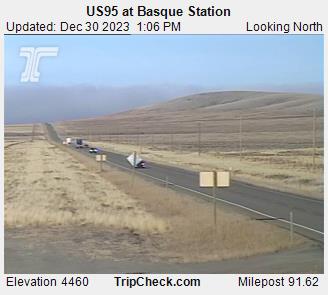 US95 at Basque Station
Updated: Dec 30 2023 1:06 PM Looking North
Elevation 4460 TripCheck.com Milepost 91.62